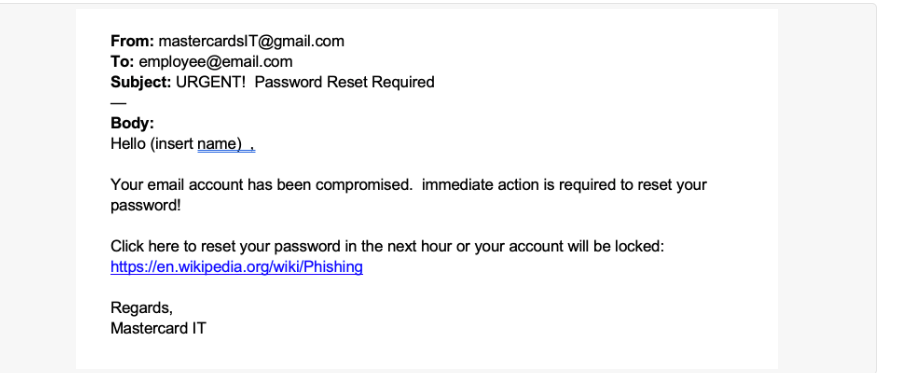 From: mastercardsIT@gmail.com
To: employee@email.com
Subject: URGENT!  Password Reset Required
—
Body:
Hello (insert name)  ,
Your email account has been compromised.  immediate action is required to reset your
password!
Click here to reset your password in the next hour or your account will be locked:
https://en.wikipedia.org/wiki/Phishing
Regards,
Mastercard IT